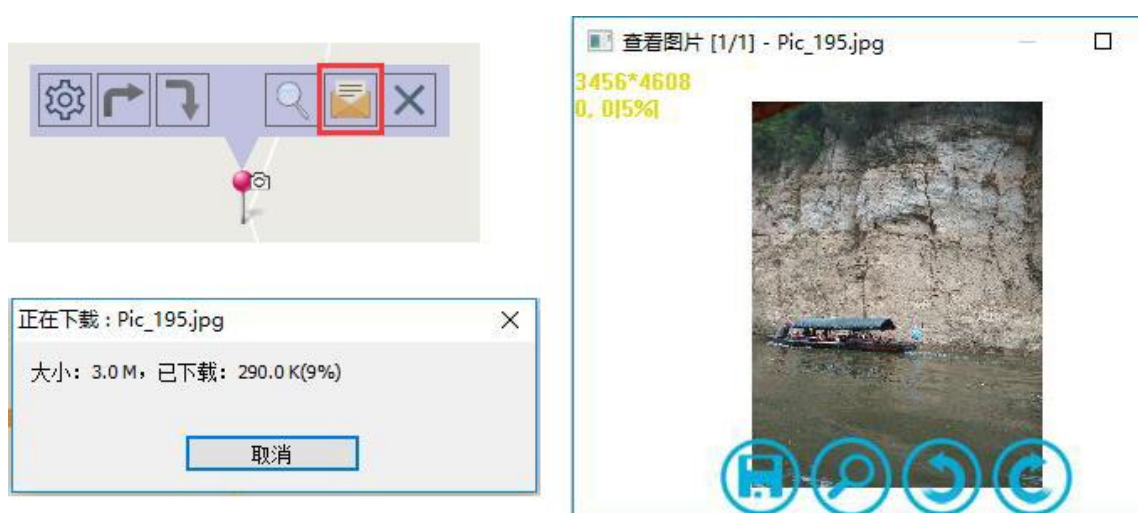 正在下载 : Pic_195.jpg
大小: 3.0 M，已下载: 290.0 K(9%)
取消
查看图片 [1/1] - Pic_195.jpg
3456*4608
0, 0[5%]